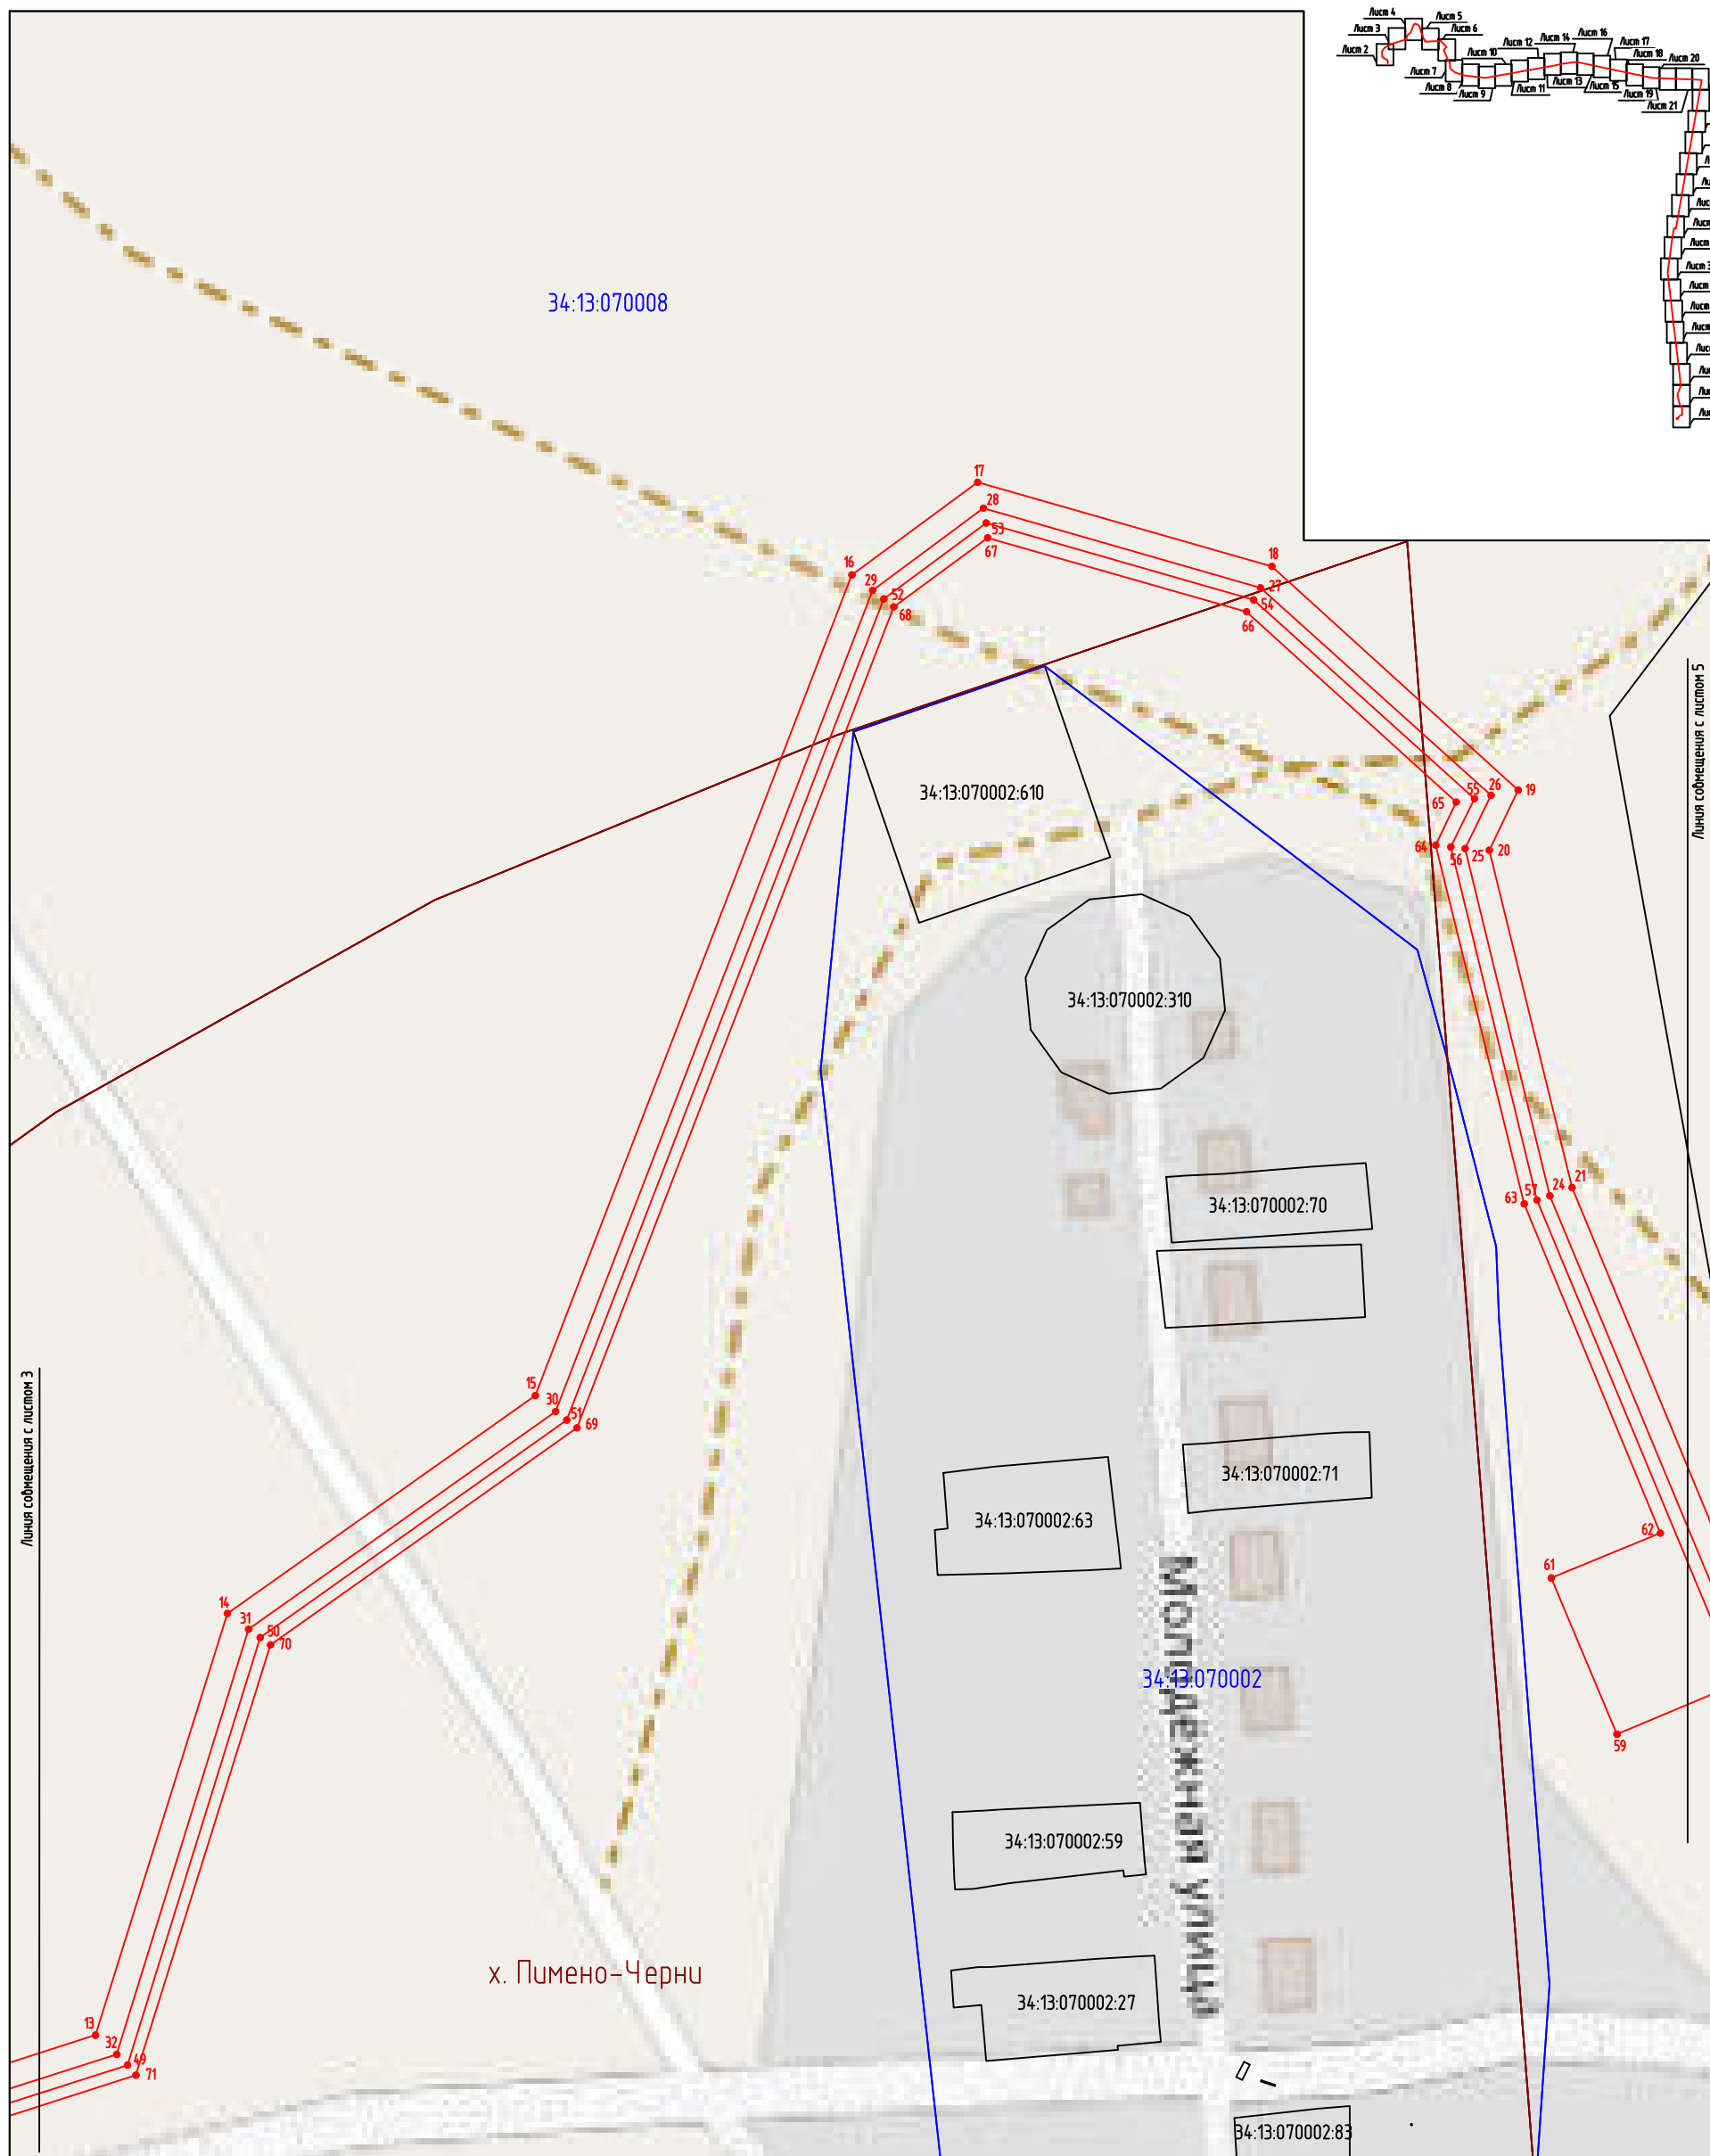 Лист 4
Лист 5
Лист 3
Лист 6
Лист 2
Лист 16
Лист 14
Лист 17
Лист 12
Лист 10
Лист 18
Лист 20
Лист 7
Лист 13
Лист 8
Лист 9
Лист 11
Лист 15
Лист 19
Лист 21
34:13:070008
17
28
53
67
18
16
29
27
52
54
68
66
Линия совмещения с листом 5
34:13:070002:610
65
55
26
19
64
56
25
20
34:13:070002:310
63
57
24
21
34:13:070002:70
15
30
51
69
Линия совмещения с листом 3
34:13:070002:71
34:13:070002:63
62
61
14
31
50
70
34:13:070002
Молодежная улица
59
34:13:070002:59
х. Пимено-Черни
34:13:070002:27
13
32
49
71
34:13:070002:83